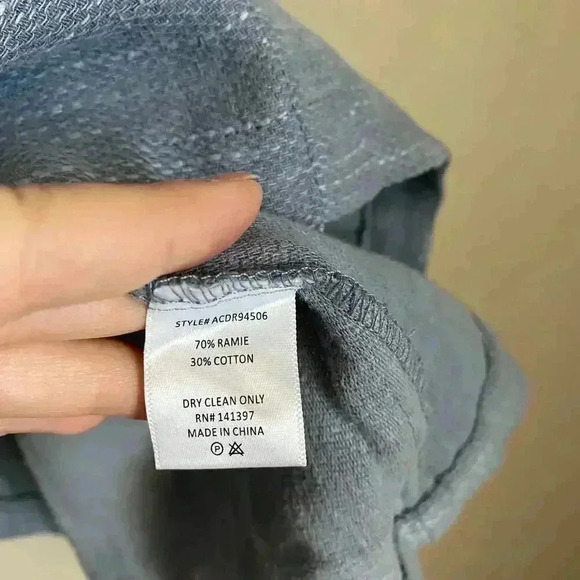 STYLE# ACDR94506
70% RAMIE
30% COTTON
DRY CLEAN ONLY
RN# 141397
MADE IN CHINA
P